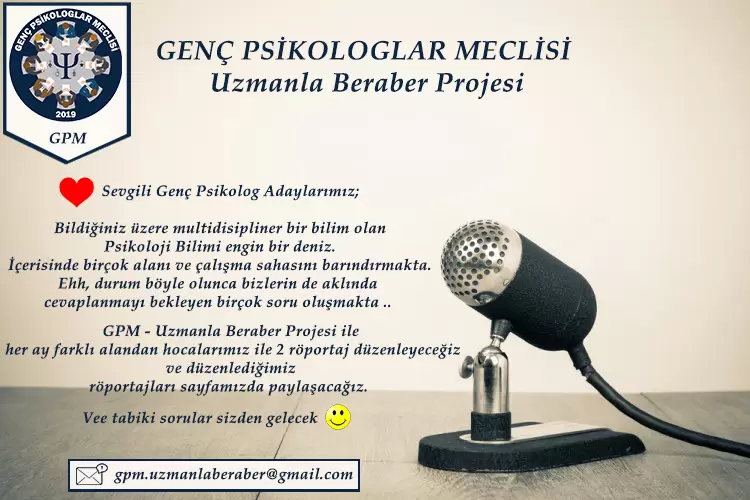 GENÇ PSİKOLOGLAR MECLİSİ
2019
GPM
GENÇ PSİKOLOGLAR MECLİSİ
Uzmanla Beraber Projesi
Sevgili Genç Psikolog Adaylarımız;
Bildiğiniz üzere multidisipliner bir bilim olan
Psikoloji Bilimi engin bir deniz.
İçerisinde birçok alanı ve çalışma sahasını barındırmakta.
Ehh, durum böyle olunca bizlerin de aklında
cevaplanmayı bekleyen birçok soru oluşmakta ..
GPM - Uzmanla Beraber Projesi ile
her ay farklı alandan hocalarımız ile 2 röportaj düzenleyeceğiz
ve düzenlediğimiz
röportajları sayfamızda paylaşacağız.
Vee tabiki sorular sizden gelecek
gpm.uzmanlaberaber@gmail.com